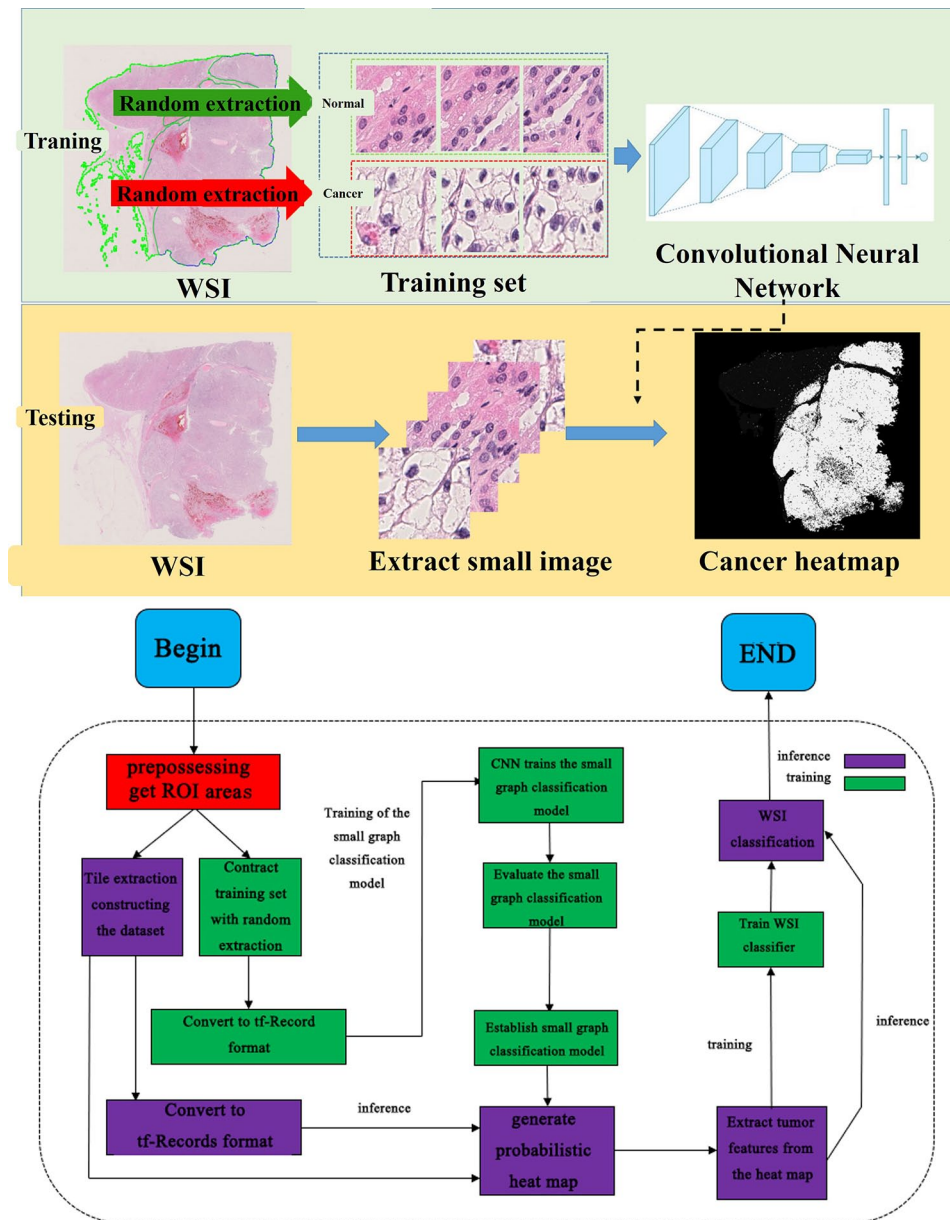 Random extraction
Normal
Traning
Random extraction
Cancer
WSI
Training set
Convolutional Neural
Network
Testing
WSI
Extract small image
Cancer heatmap
Begin
END
prepossessing
get ROI areas
Tile extraction
constructing
the dataset
Contract
training set
with random
extraction
Convert to tf-Record
format
Convert to
tf-Records format
Training of the
small graph
classification
model
CNN trains the small
graph classification
model
Evaluate the small
graph classification
model
Establish small graph
classification model
inference
generate
probabilistic
heat map
inference
training
WSI
classification
Train WSI
classifier
training
inference
Extract tumor
features from
the heat map